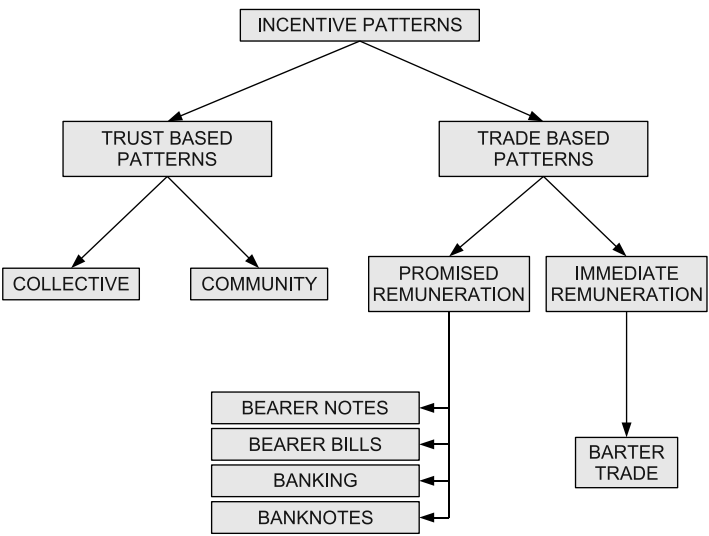 INCENTIVE PATTERNS
TRUST BASED
PATTERNS
TRADE BASED
PATTERNS
COLLECTIVE
COMMUNITY
PROMISED
REMUNERATION
IMMEDIATE
REMUNERATION
BEARER NOTES
BEARER BILLS
BANKING
BANKNOTES
BARTER
TRADE